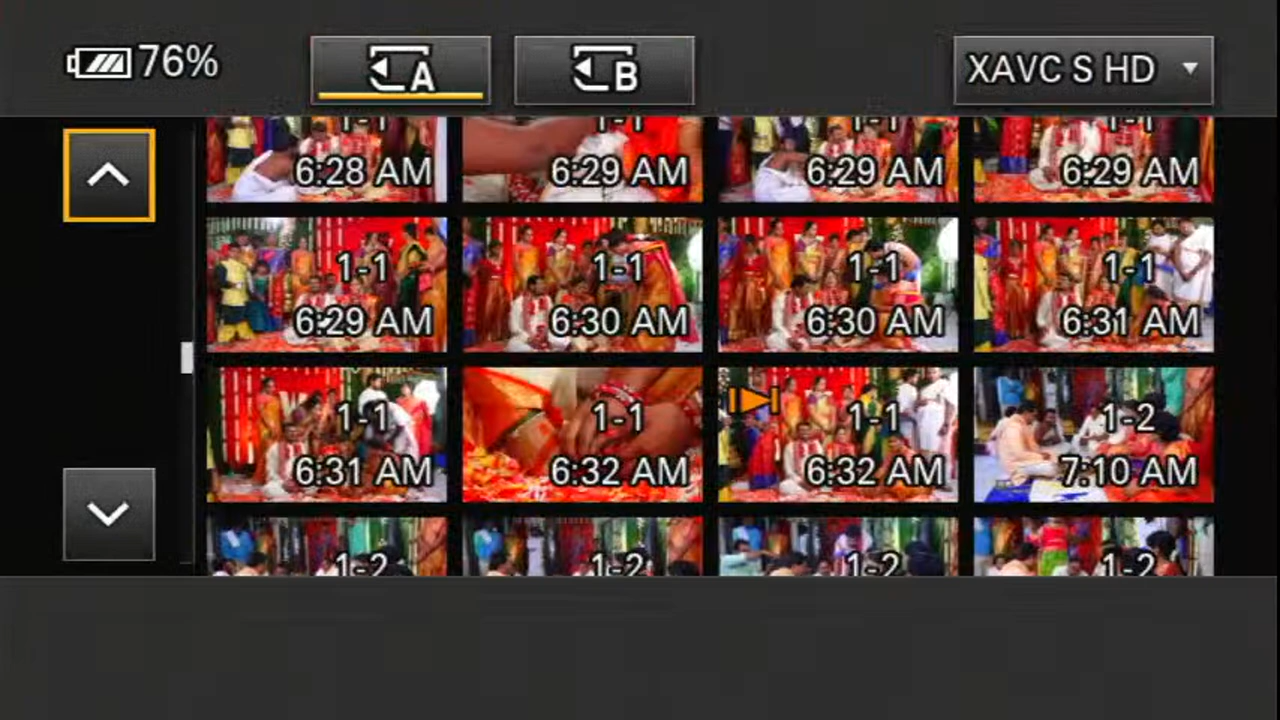 76%
A
B
XAVC S HD
1-1 1-1 1-1 1-1
6:28 AM 6:29 AM 6:29 AM 6:29 AM
1-1 1-1 1-1 1-1
6:29 AM 6:30 AM 6:30 AM 6:31 AM
1-1 1-1 1-1 1-2
6:31 AM 6:32 AM 6:32 AM 7:10 AM
1-2 1-2 1-2 1-2